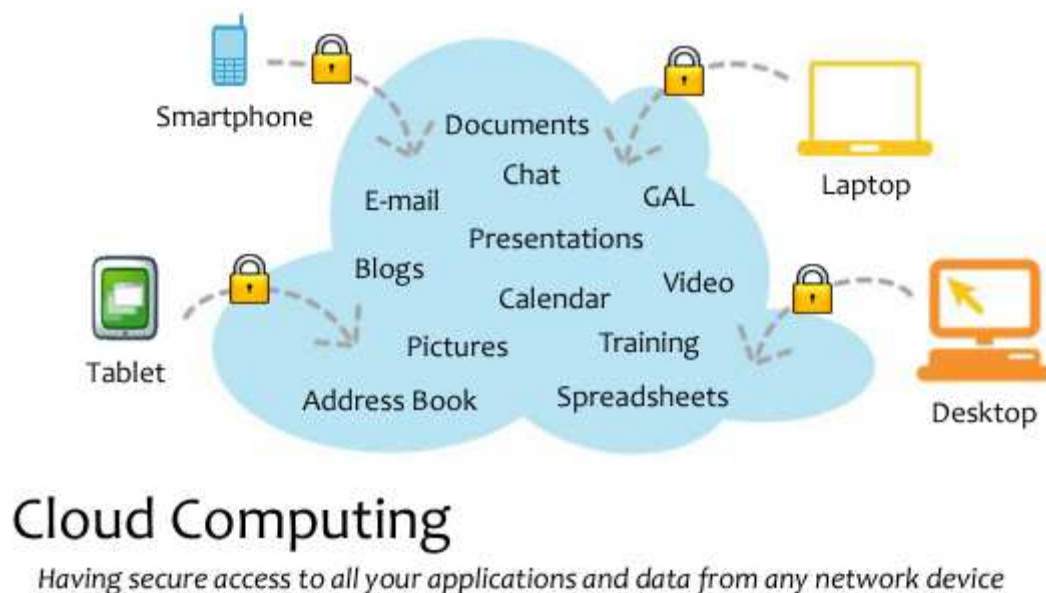 Smartphone
Documents
Chat
Laptop
E-mail
GAL
Presentations
Blogs
Video
Calendar
Tablet
Pictures
Training
Address Book
Spreadsheets
Desktop
Cloud Computing
Having secure access to all your applications and data from any network device